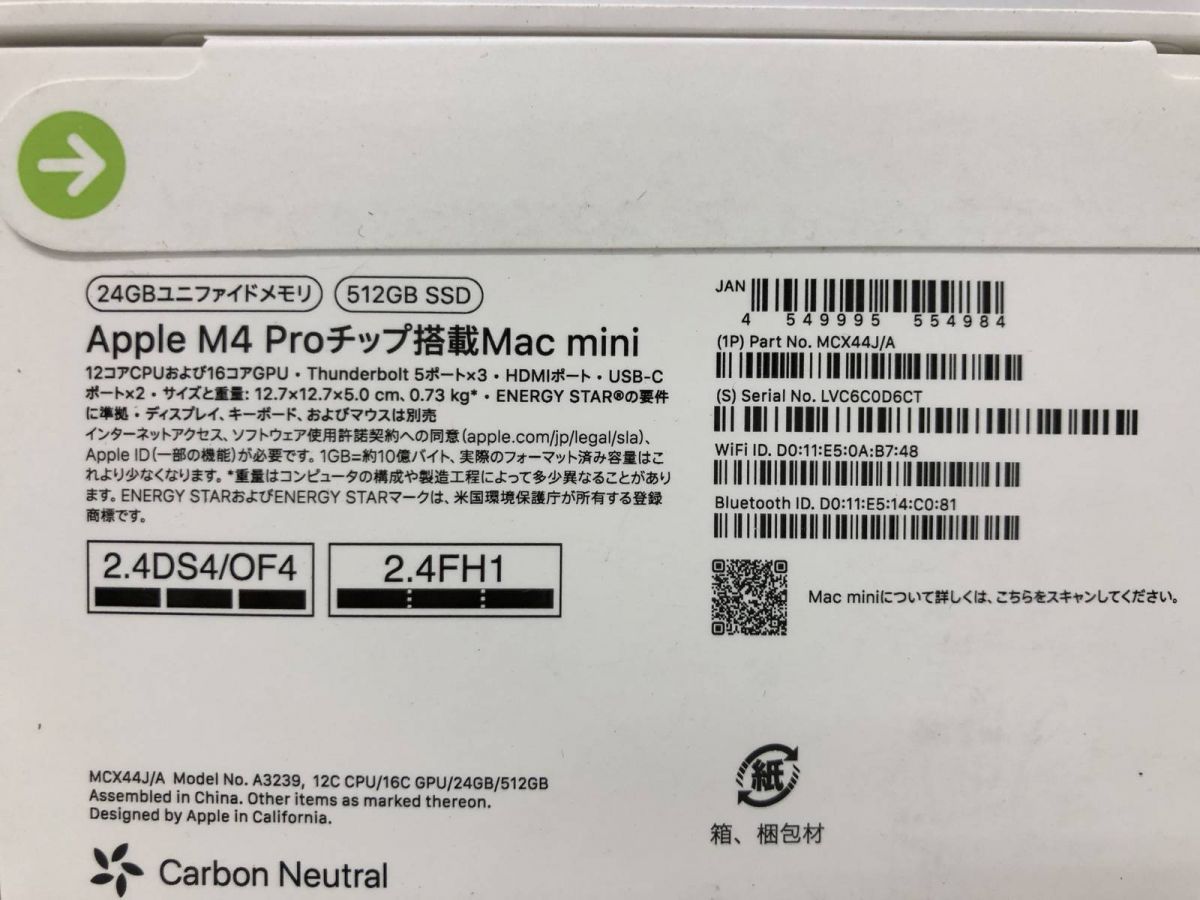 24GBユニファイドメモリ 512GB SSD
Apple M4 Proチップ搭載Mac mini
12コアCPUおよび16コアGPU・Thunderbolt 5ポート×3・HDMIポート・USB-C
ポート×2・サイズと重量: 12.7×12.7×5.0 cm、0.73 kg*・ENERGY STAR®の要件
に準拠・ディスプレイ、キーボード、およびマウスは別売
インターネットアクセス、ソフトウェア使用許諾契約への同意(apple.com/jp/legal/sla)、
Apple ID(一部の機能)が必要です。1GB=約10億バイト、実際のフォーマット済み容量はこ
れより少なくなります。*重量はコンピュータの構成や製造工程によって多少異なることがあり
ます。ENERGY STARおよびENERGY STARマークは、米国環境保護庁が所有する登録
商標です。
2.4DS4/OF4 2.4FH1
JAN
4 549995 554984
(1P) Part No. MCX44J/A
(S) Serial No. LVC6C0D6CT
WiFi ID. D0:11:E5:0A:B7:48
Bluetooth ID. D0:11:E5:14:C0:81
Mac miniについて詳しくは、こちらをスキャンしてください。
MCX44J/A Model No. A3239, 12C CPU/16C GPU/24GB/512GB
Assembled in China. Other items as marked thereon.
Designed by Apple in California.
Carbon Neutral
紙
箱、梱包材